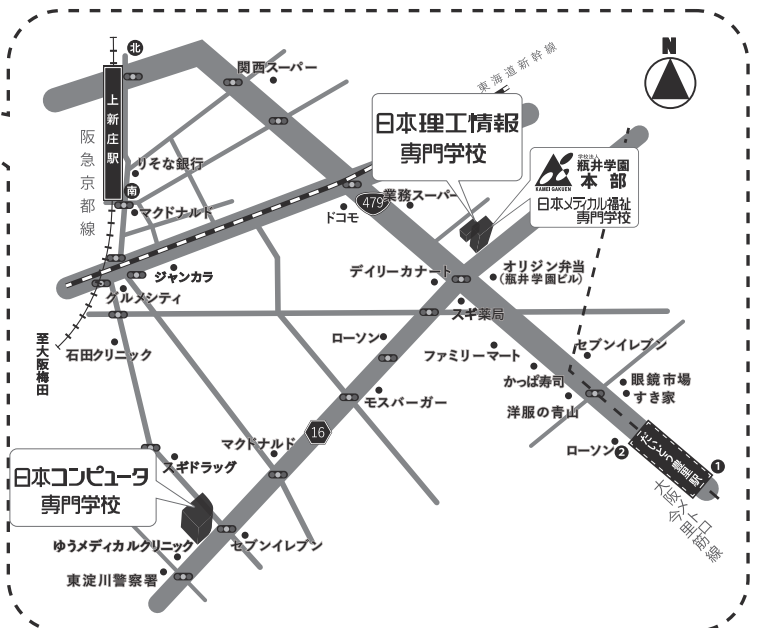 北
N
関西スーパー
東海道新幹線
上新庄駅
阪急京都線
日本理工情報
専門学校
学校法人
瓶井学園
本部
KAMEI GAKUEN
日本メディカル福祉
専門学校
りそな銀行
南
マクドナルド
業務スーパー
479
ドコモ
ジャンカラ
デイリーカナート
オリジン弁当
(瓶井学園ビル)
グルメシティ
スギ薬局
至大阪梅田
石田クリニック
ローソン
ファミリーマート
セブンイレブン
かっぱ寿司
眼鏡市場
すき家
モスバーガー
洋服の青山
16
マクドナルド
ローソン
2
だいどう豊里駅
1
大阪メトロ
今里筋線
スギドラッグ
日本コンピュータ
専門学校
ゆうメディカルクリニック
セブンイレブン
東淀川警察署